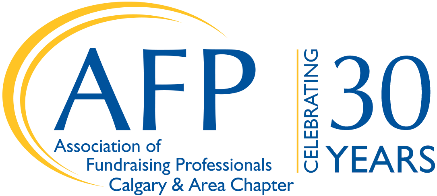 AFP
Association of
Fundraising Professionals
Calgary & Area Chapter
CELEBRATING
30
YEARS